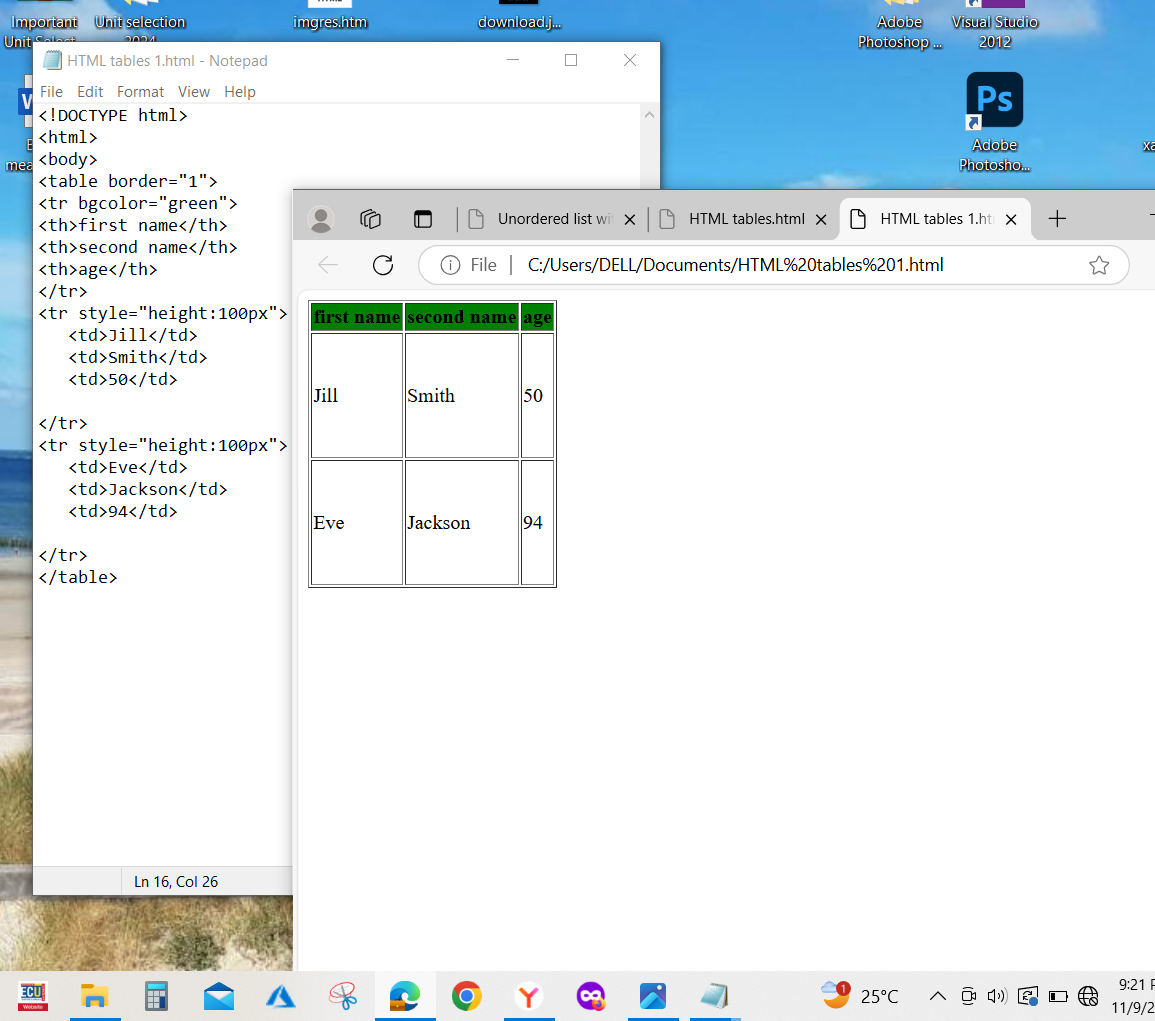 Important
Unit selection
imgres.htm
download.j...
Adobe
Photoshop ...
Visual Studio
2012
Unit Select
2024
HTML tables 1.html - Notepad
File Edit Format View Help
<!DOCTYPE html>
<html>
<body>
<table border="1">
<tr bgcolor="green">
<th>first name</th>
<th>second name</th>
<th>age</th>
</tr>
<tr style="height:100px">
<td>Jill</td>
<td>Smith</td>
<td>50</td>
</tr>
<tr style="height:100px">
<td>Eve</td>
<td>Jackson</td>
<td>94</td>
</tr>
</table>
Ln 16, Col 26
Ps
Adobe
Photosho...
xa
W
E
mea
Unordered list wi
HTML tables.html
HTML tables 1.ht
File
C:/Users/DELL/Documents/HTML%20tables%201.html
first name second name age
Jill Smith 50
Eve Jackson 94
ECU
Website
1
25°C
9:21 P
11/9/2